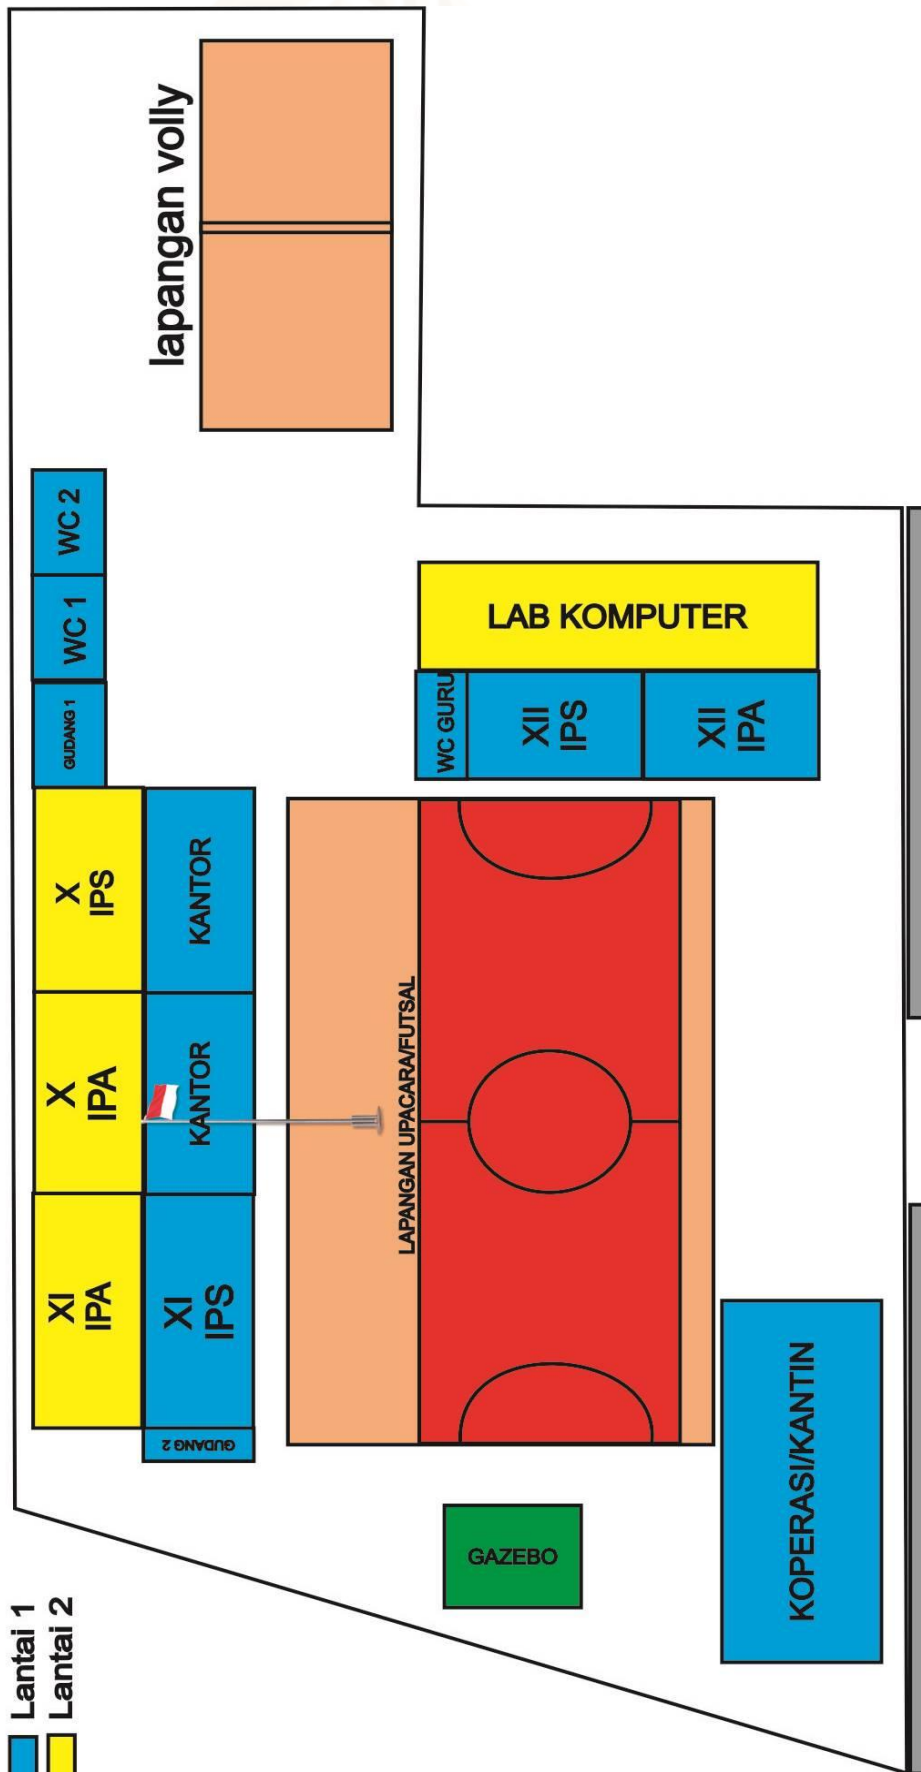 lapangan volly
WC 2
WC 1
GUDANG 1
LAB KOMPUTER
WC GURU
XII
IPS
XII
IPA
X
IPS
KANTOR
X
IPA
KANTOR
LAPANGAN UPACARA/FUTSAL
XI
IPA
XI
IPS
GUDANG 2
GAZEBO
KOPERASI/KANTIN
Lantai 1
Lantai 2